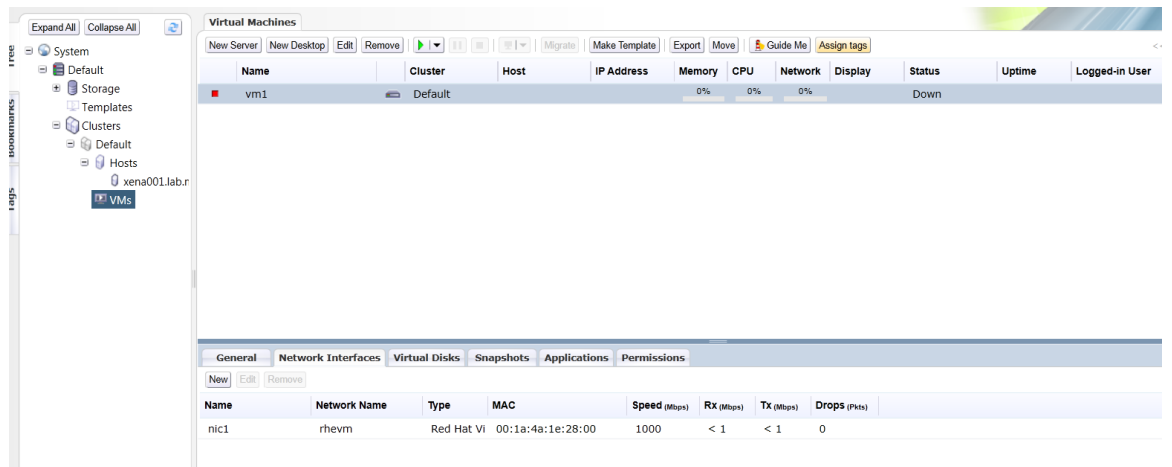 Virtual Machines
Expand All Collapse All
New Server New Desktop Edit Remove Migrate Make Template Export Move Guide Me Assign tags <<
Tree
Bookmarks
Tags
System
Default
Storage
Templates
Clusters
Default
Hosts
xena001.lab.r
VMs
Name Cluster Host IP Address Memory CPU Network Display Status Uptime Logged-in User
vm1 Default 0% 0% 0% Down
General Network Interfaces Virtual Disks Snapshots Applications Permissions
New Edit Remove
Name Network Name Type MAC Speed (Mbps) Rx (Mbps) Tx (Mbps) Drops (Pkts)
nic1 rhevm Red Hat Vi 00:1a:4a:1e:28:00 1000 < 1 < 1 0